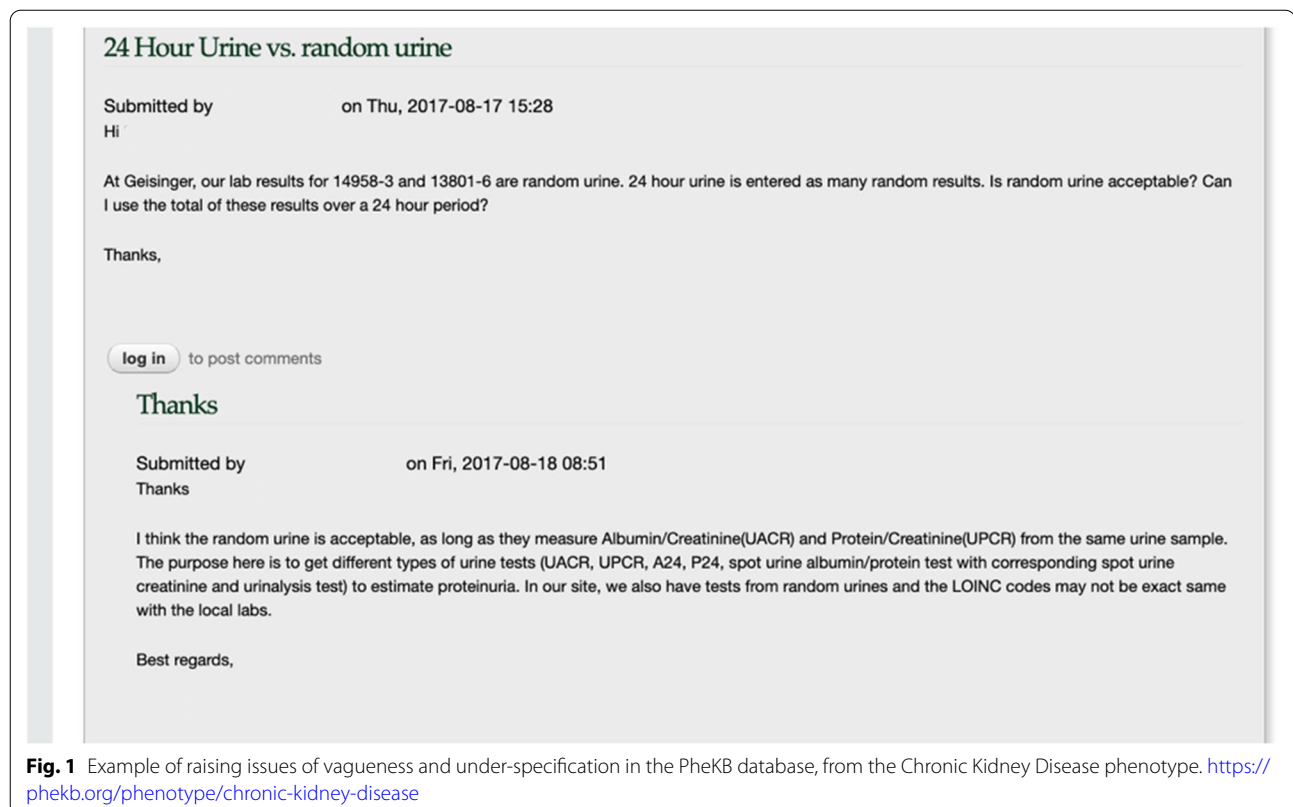 24 Hour Urine vs. random urine
Submitted by on Thu, 2017-08-17 15:28
Hi
At Geisinger, our lab results for 14958-3 and 13801-6 are random urine. 24 hour urine is entered as many random results. Is random urine acceptable? Can
I use the total of these results over a 24 hour period?
Thanks,
log in to post comments
Thanks
Submitted by on Fri, 2017-08-18 08:51
Thanks
I think the random urine is acceptable, as long as they measure Albumin/Creatinine(UACR) and Protein/Creatinine(UPCR) from the same urine sample.
The purpose here is to get different types of urine tests (UACR, UPCR, A24, P24, spot urine albumin/protein test with corresponding spot urine
creatinine and urinalysis test) to estimate proteinuria. In our site, we also have tests from random urines and the LOINC codes may not be exact same
with the local labs.
Best regards,
Fig. 1 Example of raising issues of vagueness and under-specification in the PheKB database, from the Chronic Kidney Disease phenotype. https://
phekb.org/phenotype/chronic-kidney-disease